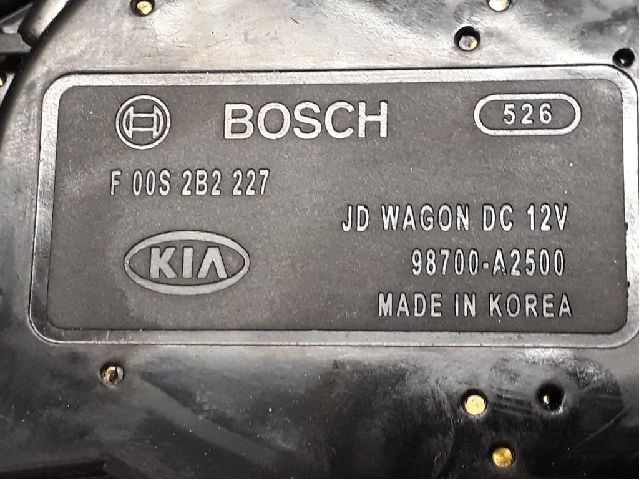 BOSCH 526
F 00S 2B2 227
JD WAGON DC 12V
KIA 98700-A2500
MADE IN KOREA